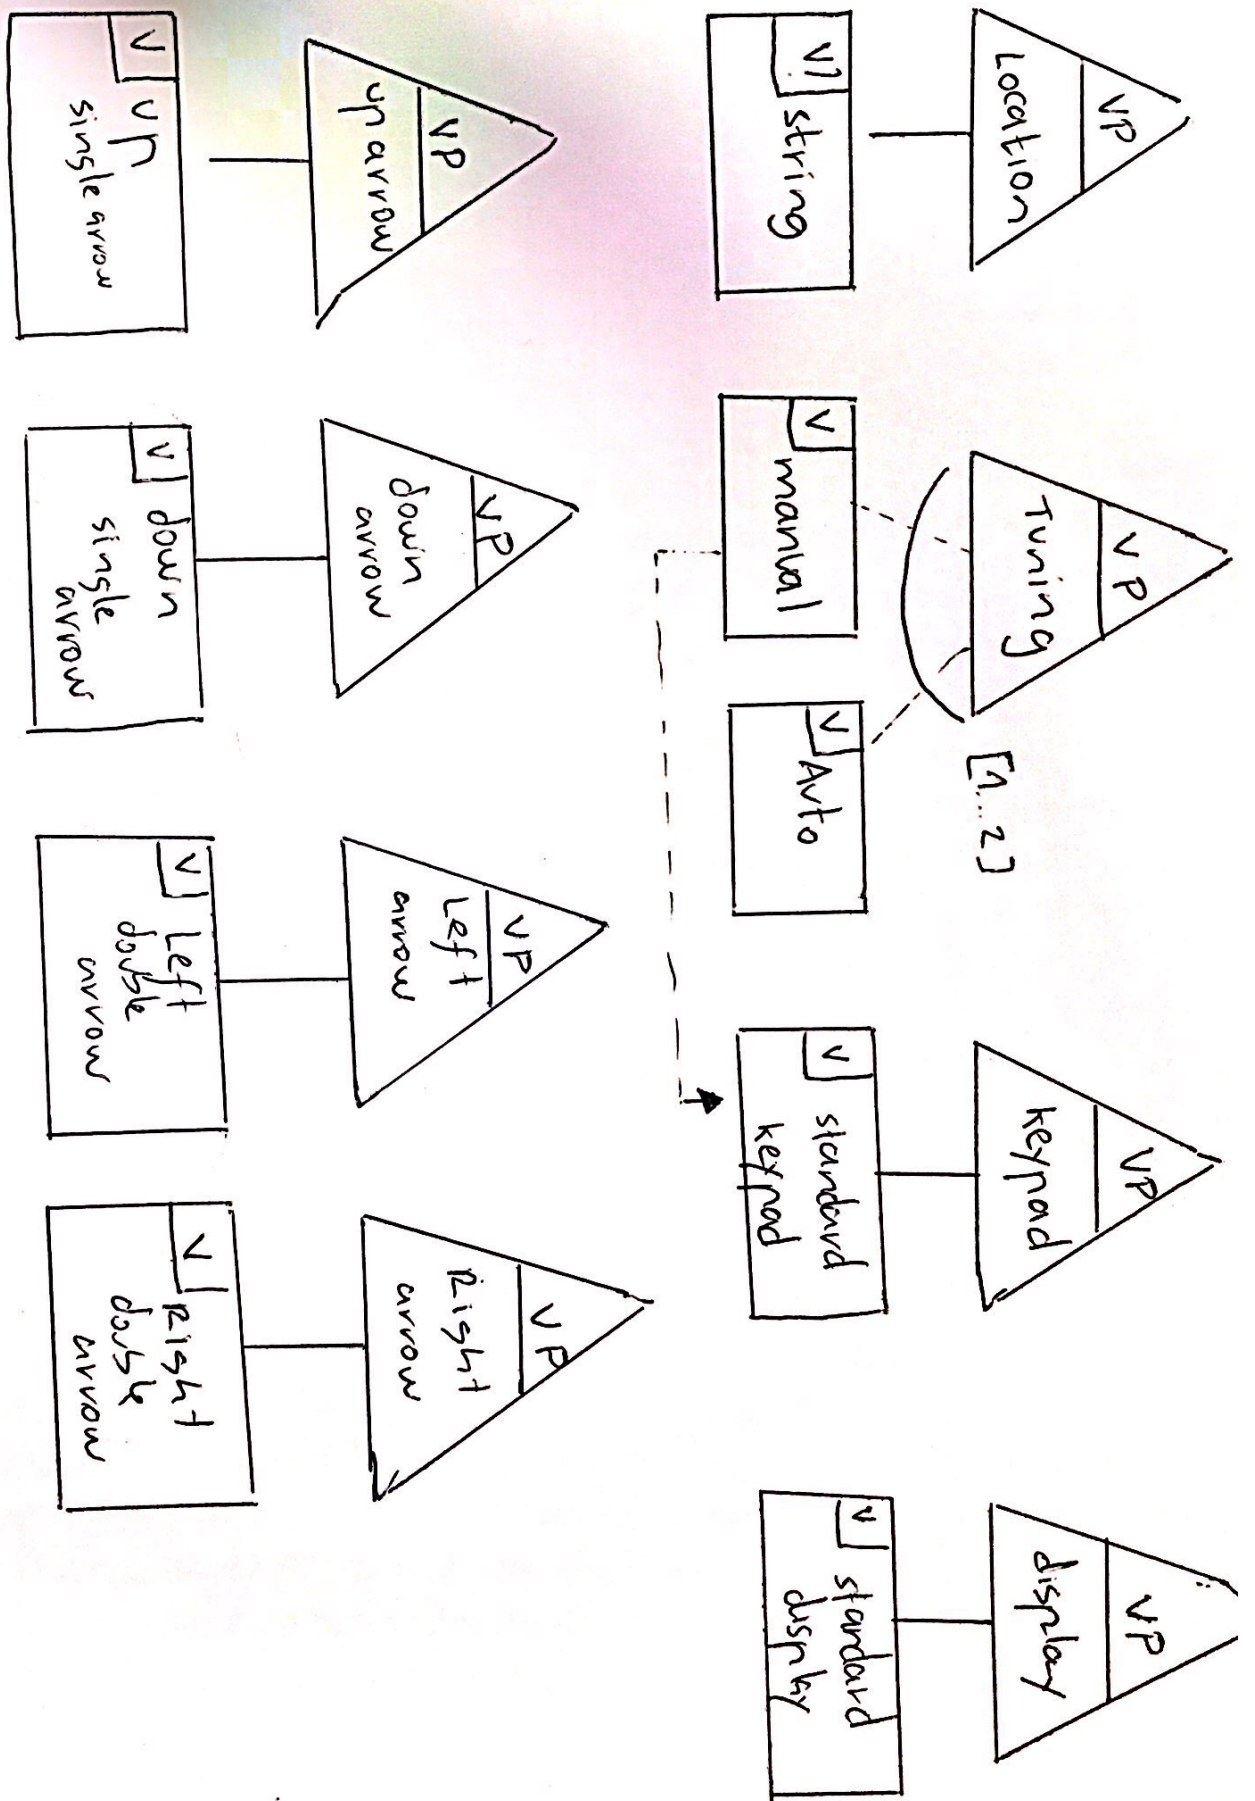 VP
Location
V? string
VP
Tuning
[1...2]
V manual
V Auto
VP
keypad
V standard
keypad
VP
display
V standard
display
VP
up arrow
V up
single arrow
VP
down
arrow
V down
single
arrow
VP
Left
arrow
V Left
double
arrow
VP
Right
arrow
V Right
double
arrow